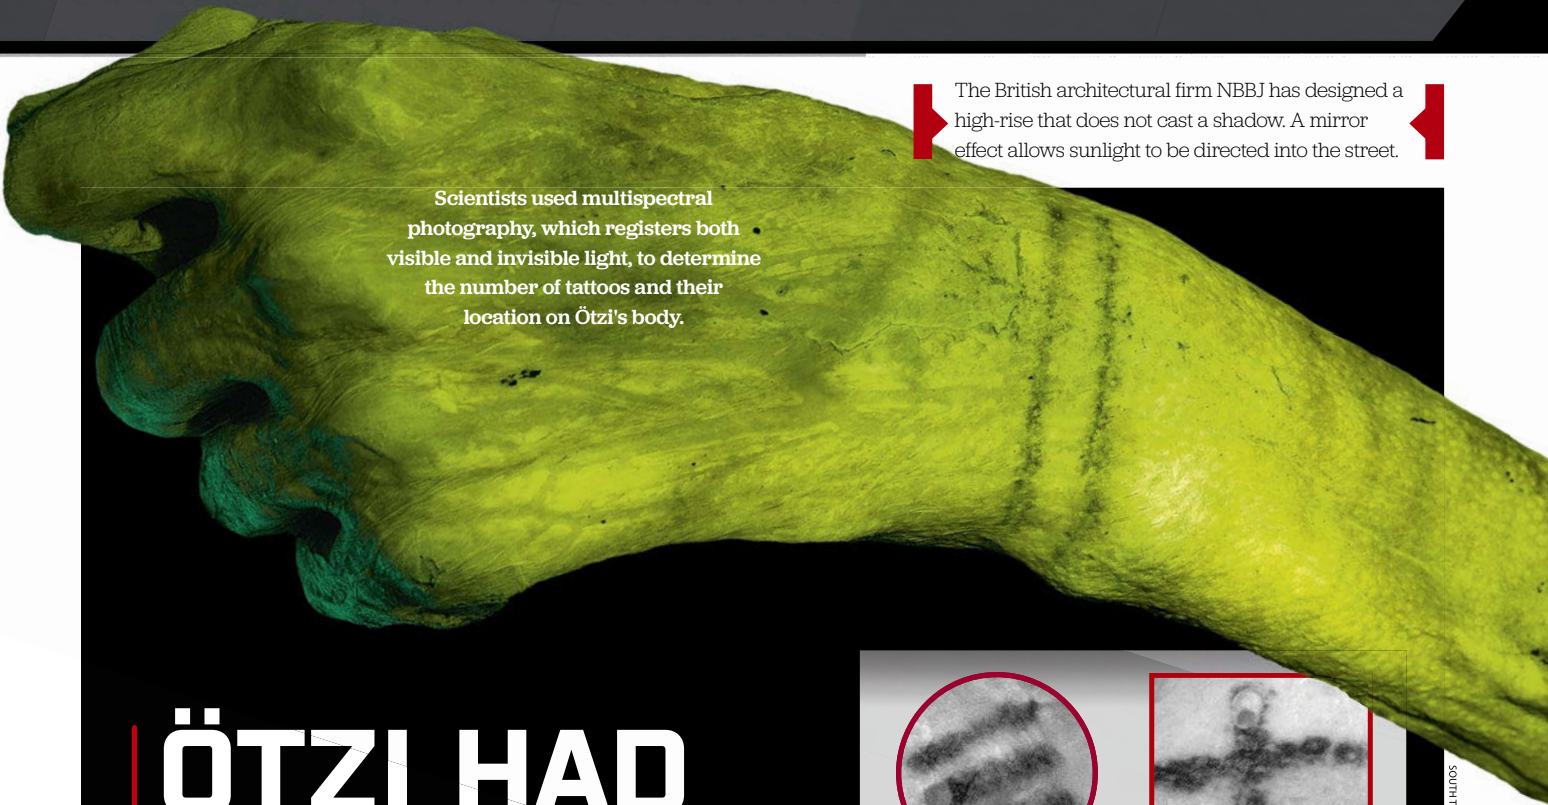 The British architectural firm NBBJ has designed a
high-rise that does not cast a shadow. A mirror
effect allows sunlight to be directed into the street.
Scientists used multispectral
photography, which registers both
visible and invisible light, to determine
the number of tattoos and their
location on Ötzi's body.
ÖTZI HAD
SOUTH T